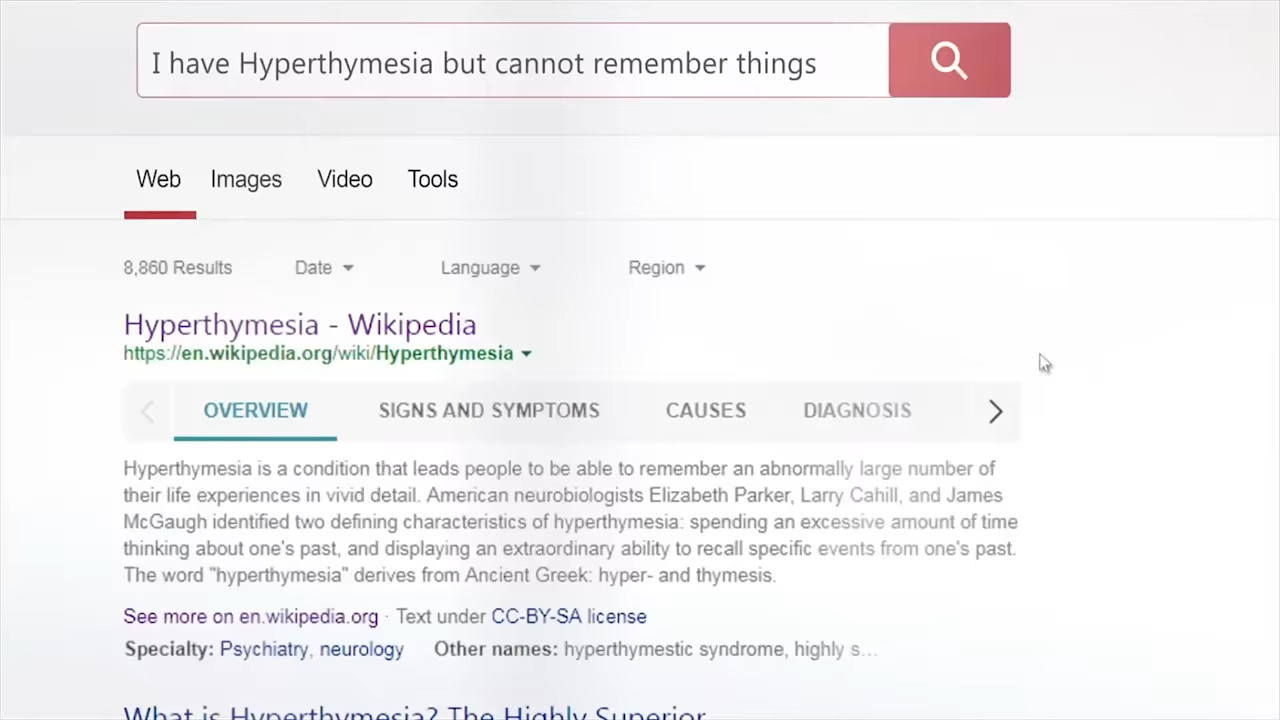 I have Hyperthymesia but cannot remember things
Web Images Video Tools
8,860 Results Date Language Region
Hyperthymesia - Wikipedia
https://en.wikipedia.org/wiki/Hyperthymesia
OVERVIEW SIGNS AND SYMPTOMS CAUSES DIAGNOSIS
Hyperthymesia is a condition that leads people to be able to remember an abnormally large number of
their life experiences in vivid detail. American neurobiologists Elizabeth Parker, Larry Cahill, and James
McGaugh identified two defining characteristics of hyperthymesia: spending an excessive amount of time
thinking about one's past, and displaying an extraordinary ability to recall specific events from one's past.
The word "hyperthymesia" derives from Ancient Greek: hyper- and thymesis.
See more on en.wikipedia.org · Text under CC-BY-SA license
Specialty: Psychiatry, neurology Other names: hyperthymestic syndrome, highly s...
What is Hyperthymesia? The Highly Superior